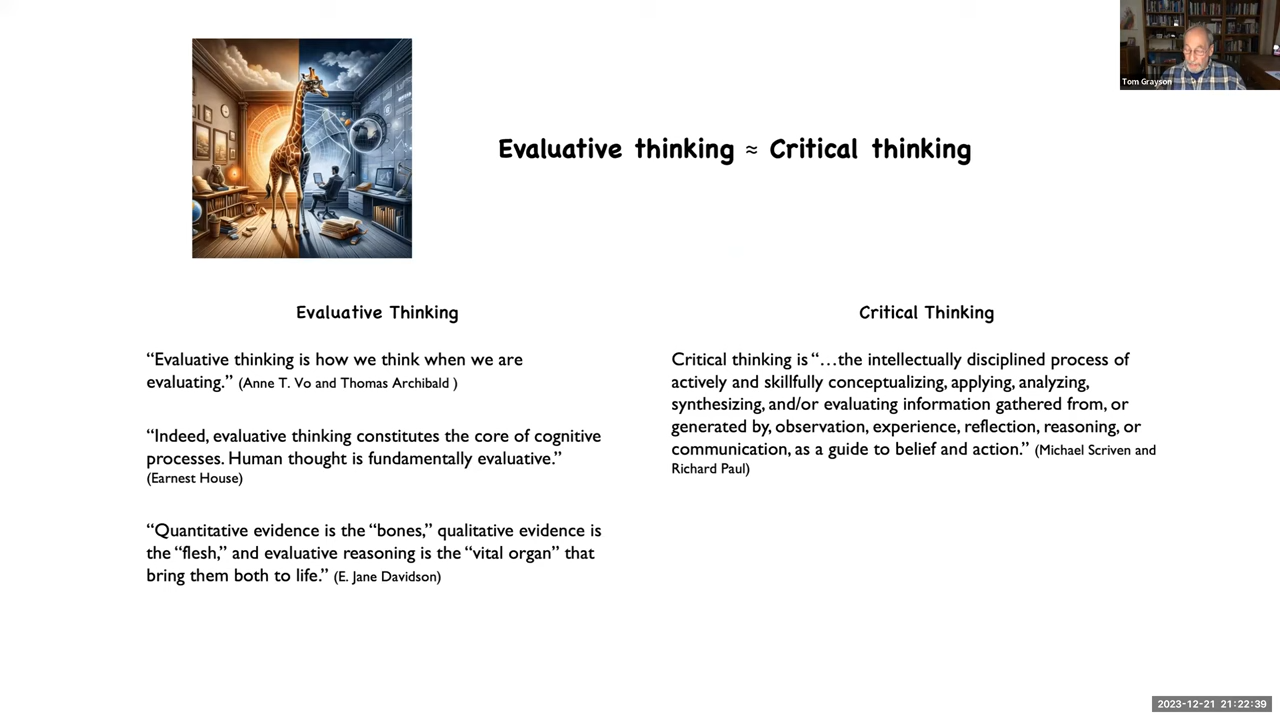 Tom Grayson
Evaluative thinking ≈ Critical thinking
Evaluative Thinking
“Evaluative thinking is how we think when we are
evaluating.” (Anne T. Vo and Thomas Archibald )
“Indeed, evaluative thinking constitutes the core of cognitive
processes. Human thought is fundamentally evaluative.”
(Earnest House)
“Quantitative evidence is the “bones,” qualitative evidence is
the “flesh,” and evaluative reasoning is the “vital organ” that
bring them both to life.” (E. Jane Davidson)
Critical Thinking
Critical thinking is “…the intellectually disciplined process of
actively and skillfully conceptualizing, applying, analyzing,
synthesizing, and/or evaluating information gathered from, or
generated by, observation, experience, reflection, reasoning, or
communication, as a guide to belief and action.” (Michael Scriven and
Richard Paul)
2023-12-21 21:22:39